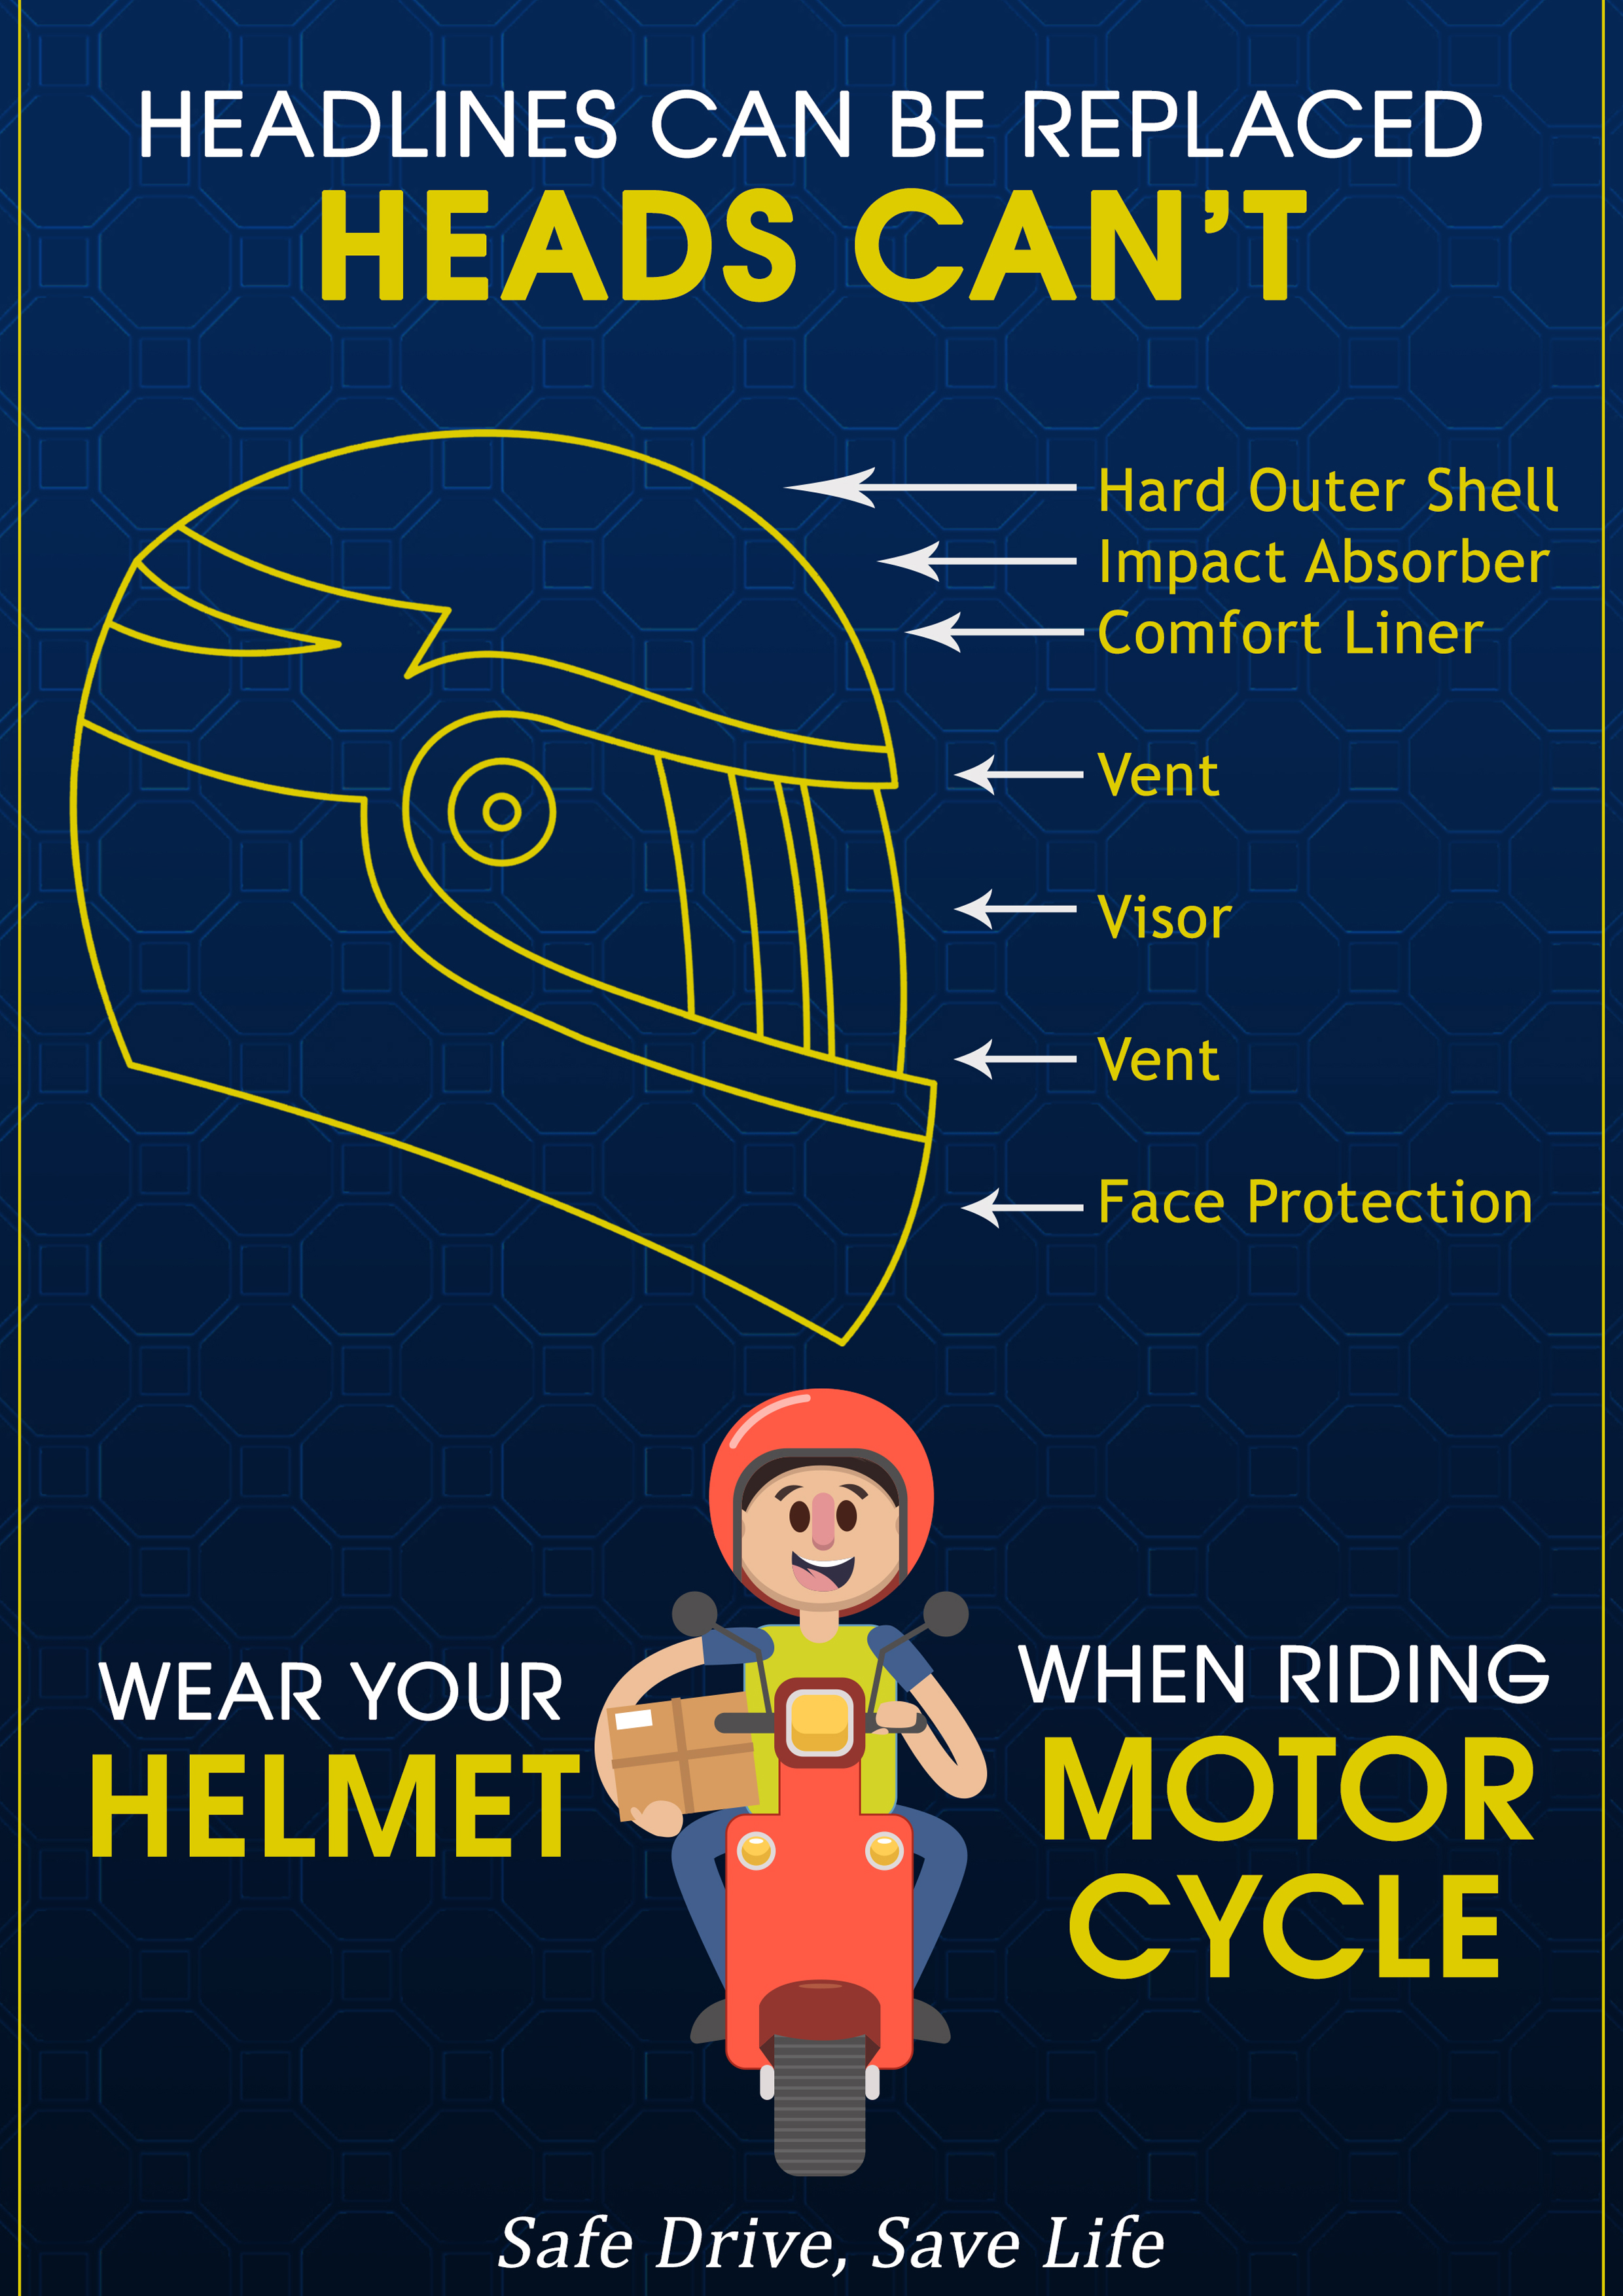 HEADLINES CAN BE REPLACED
HEADS CAN'T
Hard Outer Shell
Impact Absorber
Comfort Liner
Vent
Visor
Vent
Face Protection
WEAR YOUR
HELMET
WHEN RIDING
MOTOR
CYCLE
Safe Drive, Save Life